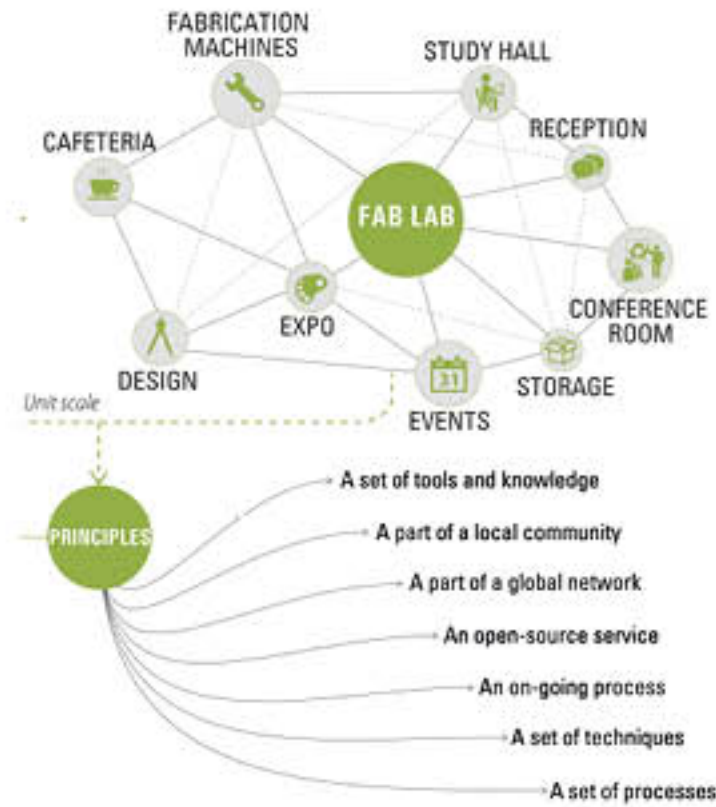 FABRICATION
MACHINES
STUDY HALL
CAFETERIA
RECEPTION
FAB LAB
EXPO
CONFERENCE
ROOM
DESIGN
31
STORAGE
EVENTS
Unit scale
PRINCIPLES
A set of tools and knowledge
A part of a local community
A part of a global network
An open-source service
An on-going process
A set of techniques
A set of processes